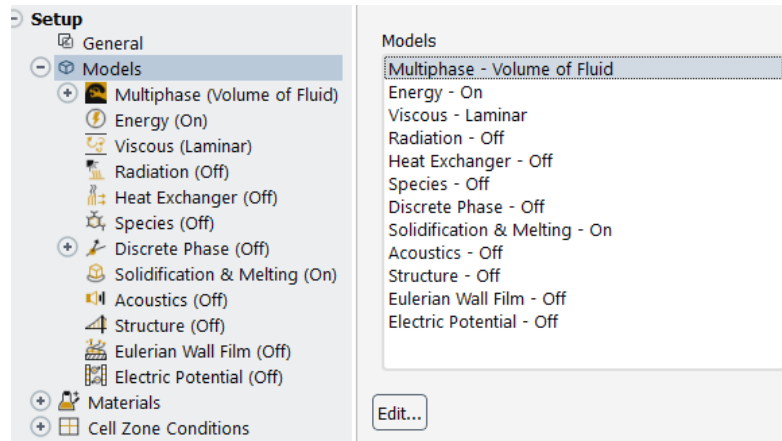 Setup
General
Models
Multiphase (Volume of Fluid)
Energy (On)
Viscous (Laminar)
Radiation (Off)
Heat Exchanger (Off)
Species (Off)
Discrete Phase (Off)
Solidification & Melting (On)
Acoustics (Off)
Structure (Off)
Eulerian Wall Film (Off)
Electric Potential (Off)
Materials
Cell Zone Conditions
Models
Multiphase - Volume of Fluid
Energy - On
Viscous - Laminar
Radiation - Off
Heat Exchanger - Off
Species - Off
Discrete Phase - Off
Solidification & Melting - On
Acoustics - Off
Structure - Off
Eulerian Wall Film - Off
Electric Potential - Off
Edit...